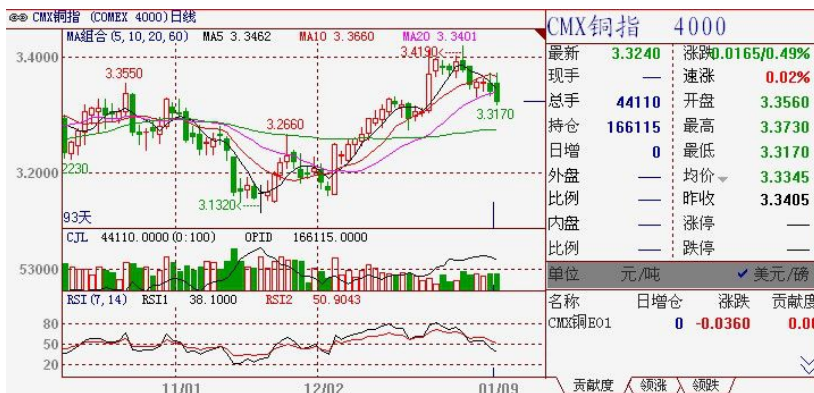 CMX铜指 (COMEX 4000)日线
MA组合(5,10,20,60) MA5 3.3462 MA10 3.3660 MA20 3.3401
3.4190
3.4000
3.3550
3.3170
3.2660
2230
3.2000
3.1320
93天
CJL 44110.0000(0:100) OPID 166115.0000
53000
RSI(7,14) RSI1 38.1000 RSI2 50.9043
80
50
20
11/01 12/02 01/09
CMX铜指 4000
最新 3.3240 涨跌0.0165/0.49%
现手 — 速涨 0.02%
总手 44110 开盘 3.3560
持仓 166115 最高 3.3730
日增 0 最低 3.3170
外盘 — 均价 3.3345
比例 — 昨收 3.3405
内盘 — 涨停 —
比例 — 跌停 —
单位 元/吨 ✔美元/磅
名称 日增仓 涨跌 贡献度
CMX铜E01 0 -0.0360 0.00
贡献度 领涨 领跌